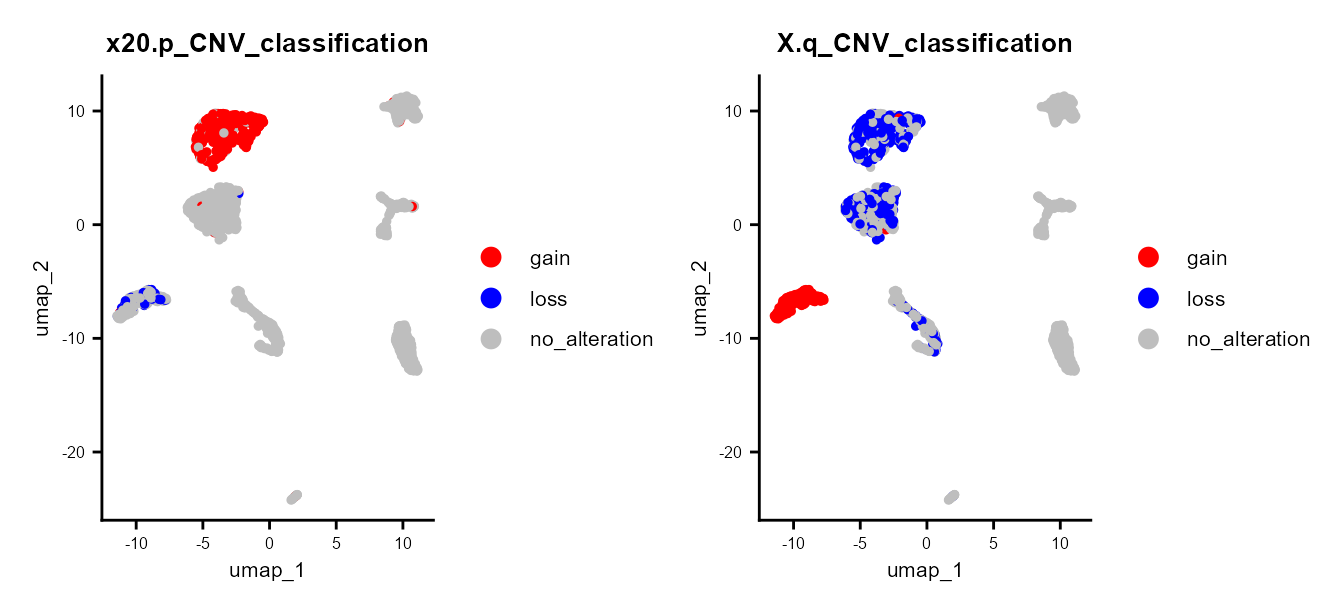 x20.p_CNV_classification
10
0
-10
-20
umap_2
-10
-5
0
5
10
umap_1
gain
loss
no_alteration
X.q_CNV_classification
10
0
-10
-20
umap_2
-10
-5
0
5
10
umap_1
gain
loss
no_alteration